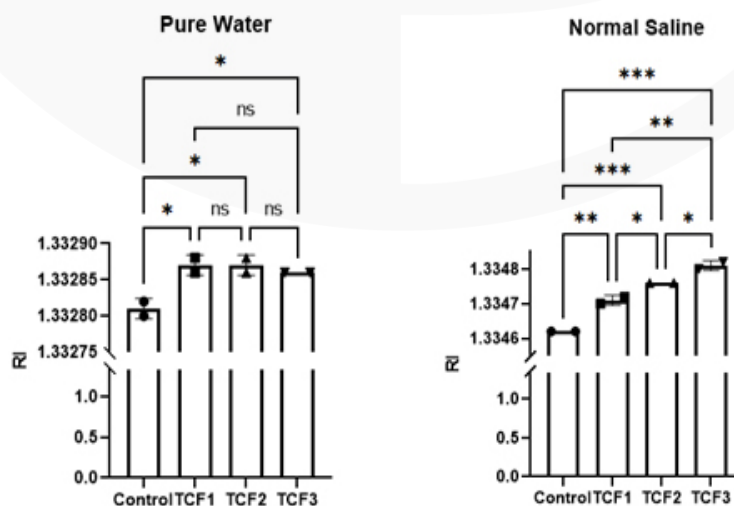 Pure Water
*
ns
*
* ns ns
1.33290
1.33285
1.33280
1.33275
RI
1.0
0.5
0.0
Control TCF1 TCF2 TCF3
Normal Saline
***
**
***
** * *
1.3348
1.3347
1.3346
RI
1.0
0.5
0.0
Control TCF1 TCF2 TCF3